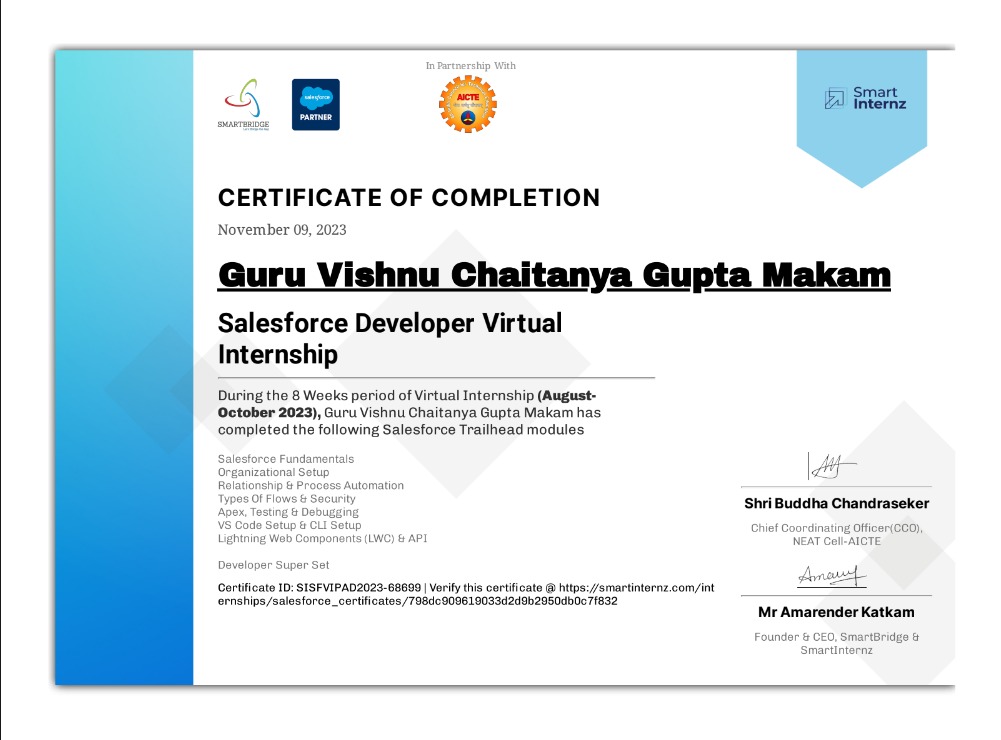 In Partnership With
SMARTBRIDGE
salesforce
PARTNER
AICTE
Smart
Internz
CERTIFICATE OF COMPLETION
November 09, 2023
Guru Vishnu Chaitanya Gupta Makam
Salesforce Developer Virtual
Internship
During the 8 Weeks period of Virtual Internship (August-
October 2023), Guru Vishnu Chaitanya Gupta Makam has
completed the following Salesforce Trailhead modules
Salesforce Fundamentals
Organizational Setup
Relationship & Process Automation
Types Of Flows & Security
Apex, Testing & Debugging
VS Code Setup & CLI Setup
Lightning Web Components (LWC) & API
Developer Super Set
Certificate ID: SISFVIPAD2023-68699 | Verify this certificate @ https://smartinternz.com/int
ernships/salesforce_certificates/798dc909619033d2d9b2950db0c7f832
Shri Buddha Chandraseker
Chief Coordinating Officer(CCO),
NEAT Cell-AICTE
Mr Amarender Katkam
Founder & CEO, SmartBridge &
SmartInternz